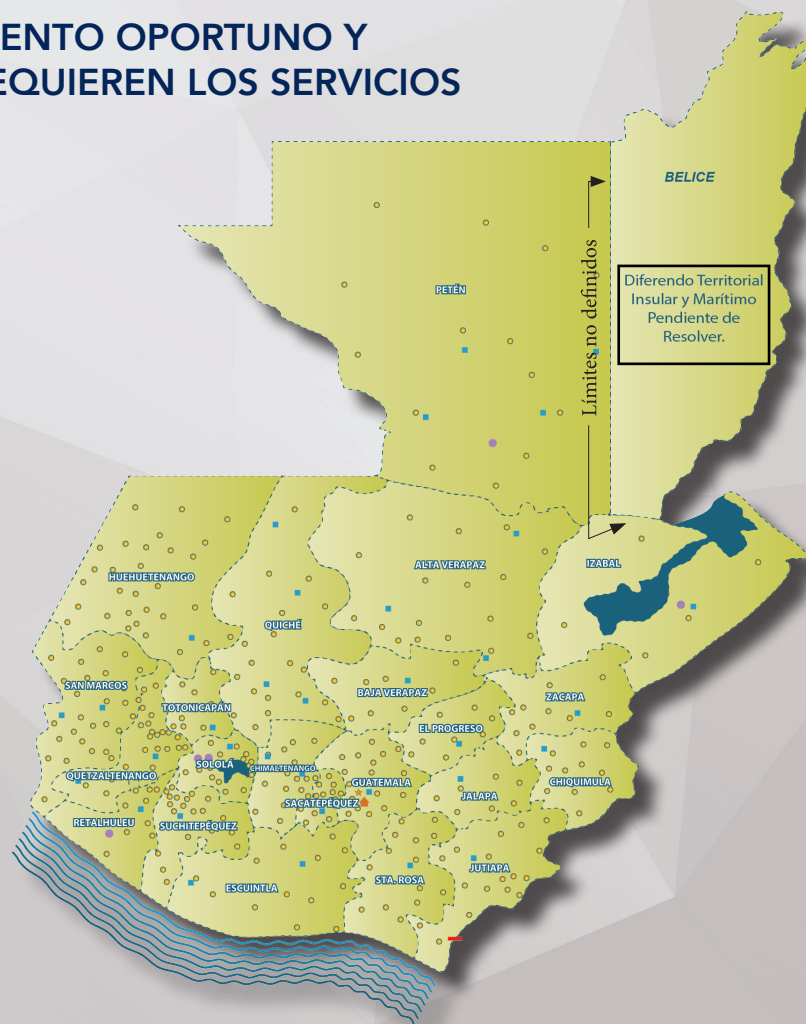 ENTO OPORTUNO Y
EQUIEREN LOS SERVICIOS
BELICE
Límites no definidos
Diferendo Territorial
Insular y Marítimo
Pendiente de
Resolver.
PETÉN
HUEHUETENANGO
QUICHÉ
ALTA VERAPAZ
IZABAL
SAN MARCOS
TOTONICAPÁN
BAJA VERAPAZ
ZACAPA
EL PROGRESO
QUETZALTENANGO
SOLOLÁ
CHIMALTENANGO
GUATEMALA
CHIQUIMULA
SACATEPÉQUEZ
JALAPA
RETALHULEU
SUCHITEPÉQUEZ
ESCUINTLA
STA. ROSA
JUTIAPA